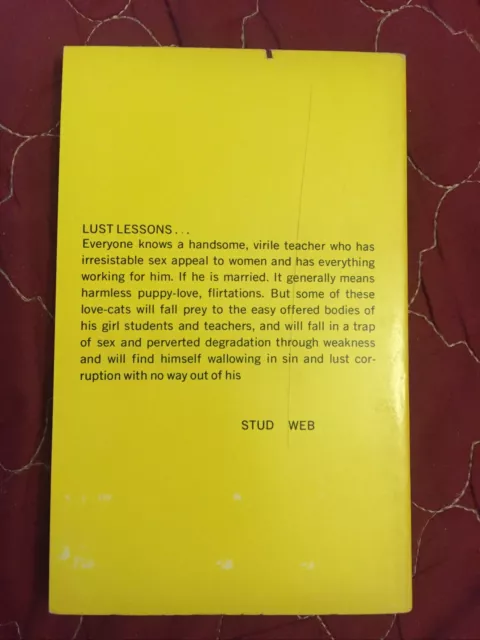 LUST LESSONS...
Everyone knows a handsome, virile teacher who has
irresistable sex appeal to women and has everything
working for him. If he is married. It generally means
harmless puppy-love, flirtations. But some of these
love-cats will fall prey to the easy offered bodies of
his girl students and teachers, and will fall in a trap
of sex and perverted degradation through weakness
and will find himself wallowing in sin and lust cor-
ruption with no way out of his
STUD WEB